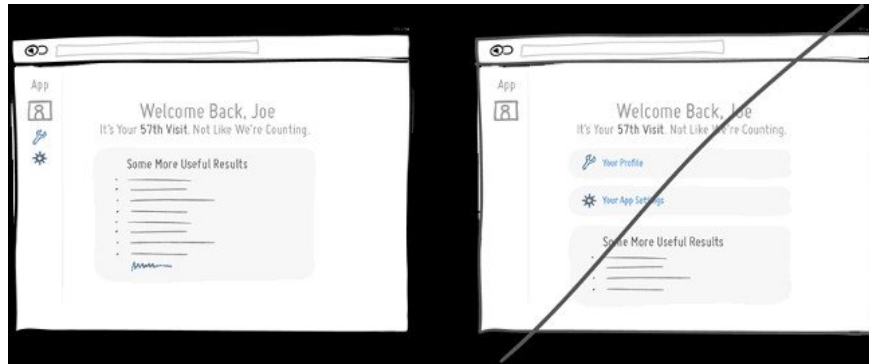 App
Welcome Back, Joe
It's Your 57th Visit. Not Like We're Counting.
Some More Useful Results
App
Welcome Back, Joe
It's Your 57th Visit. Not Like We're Counting.
Your Profile
Your App Settings
Some More Useful Results